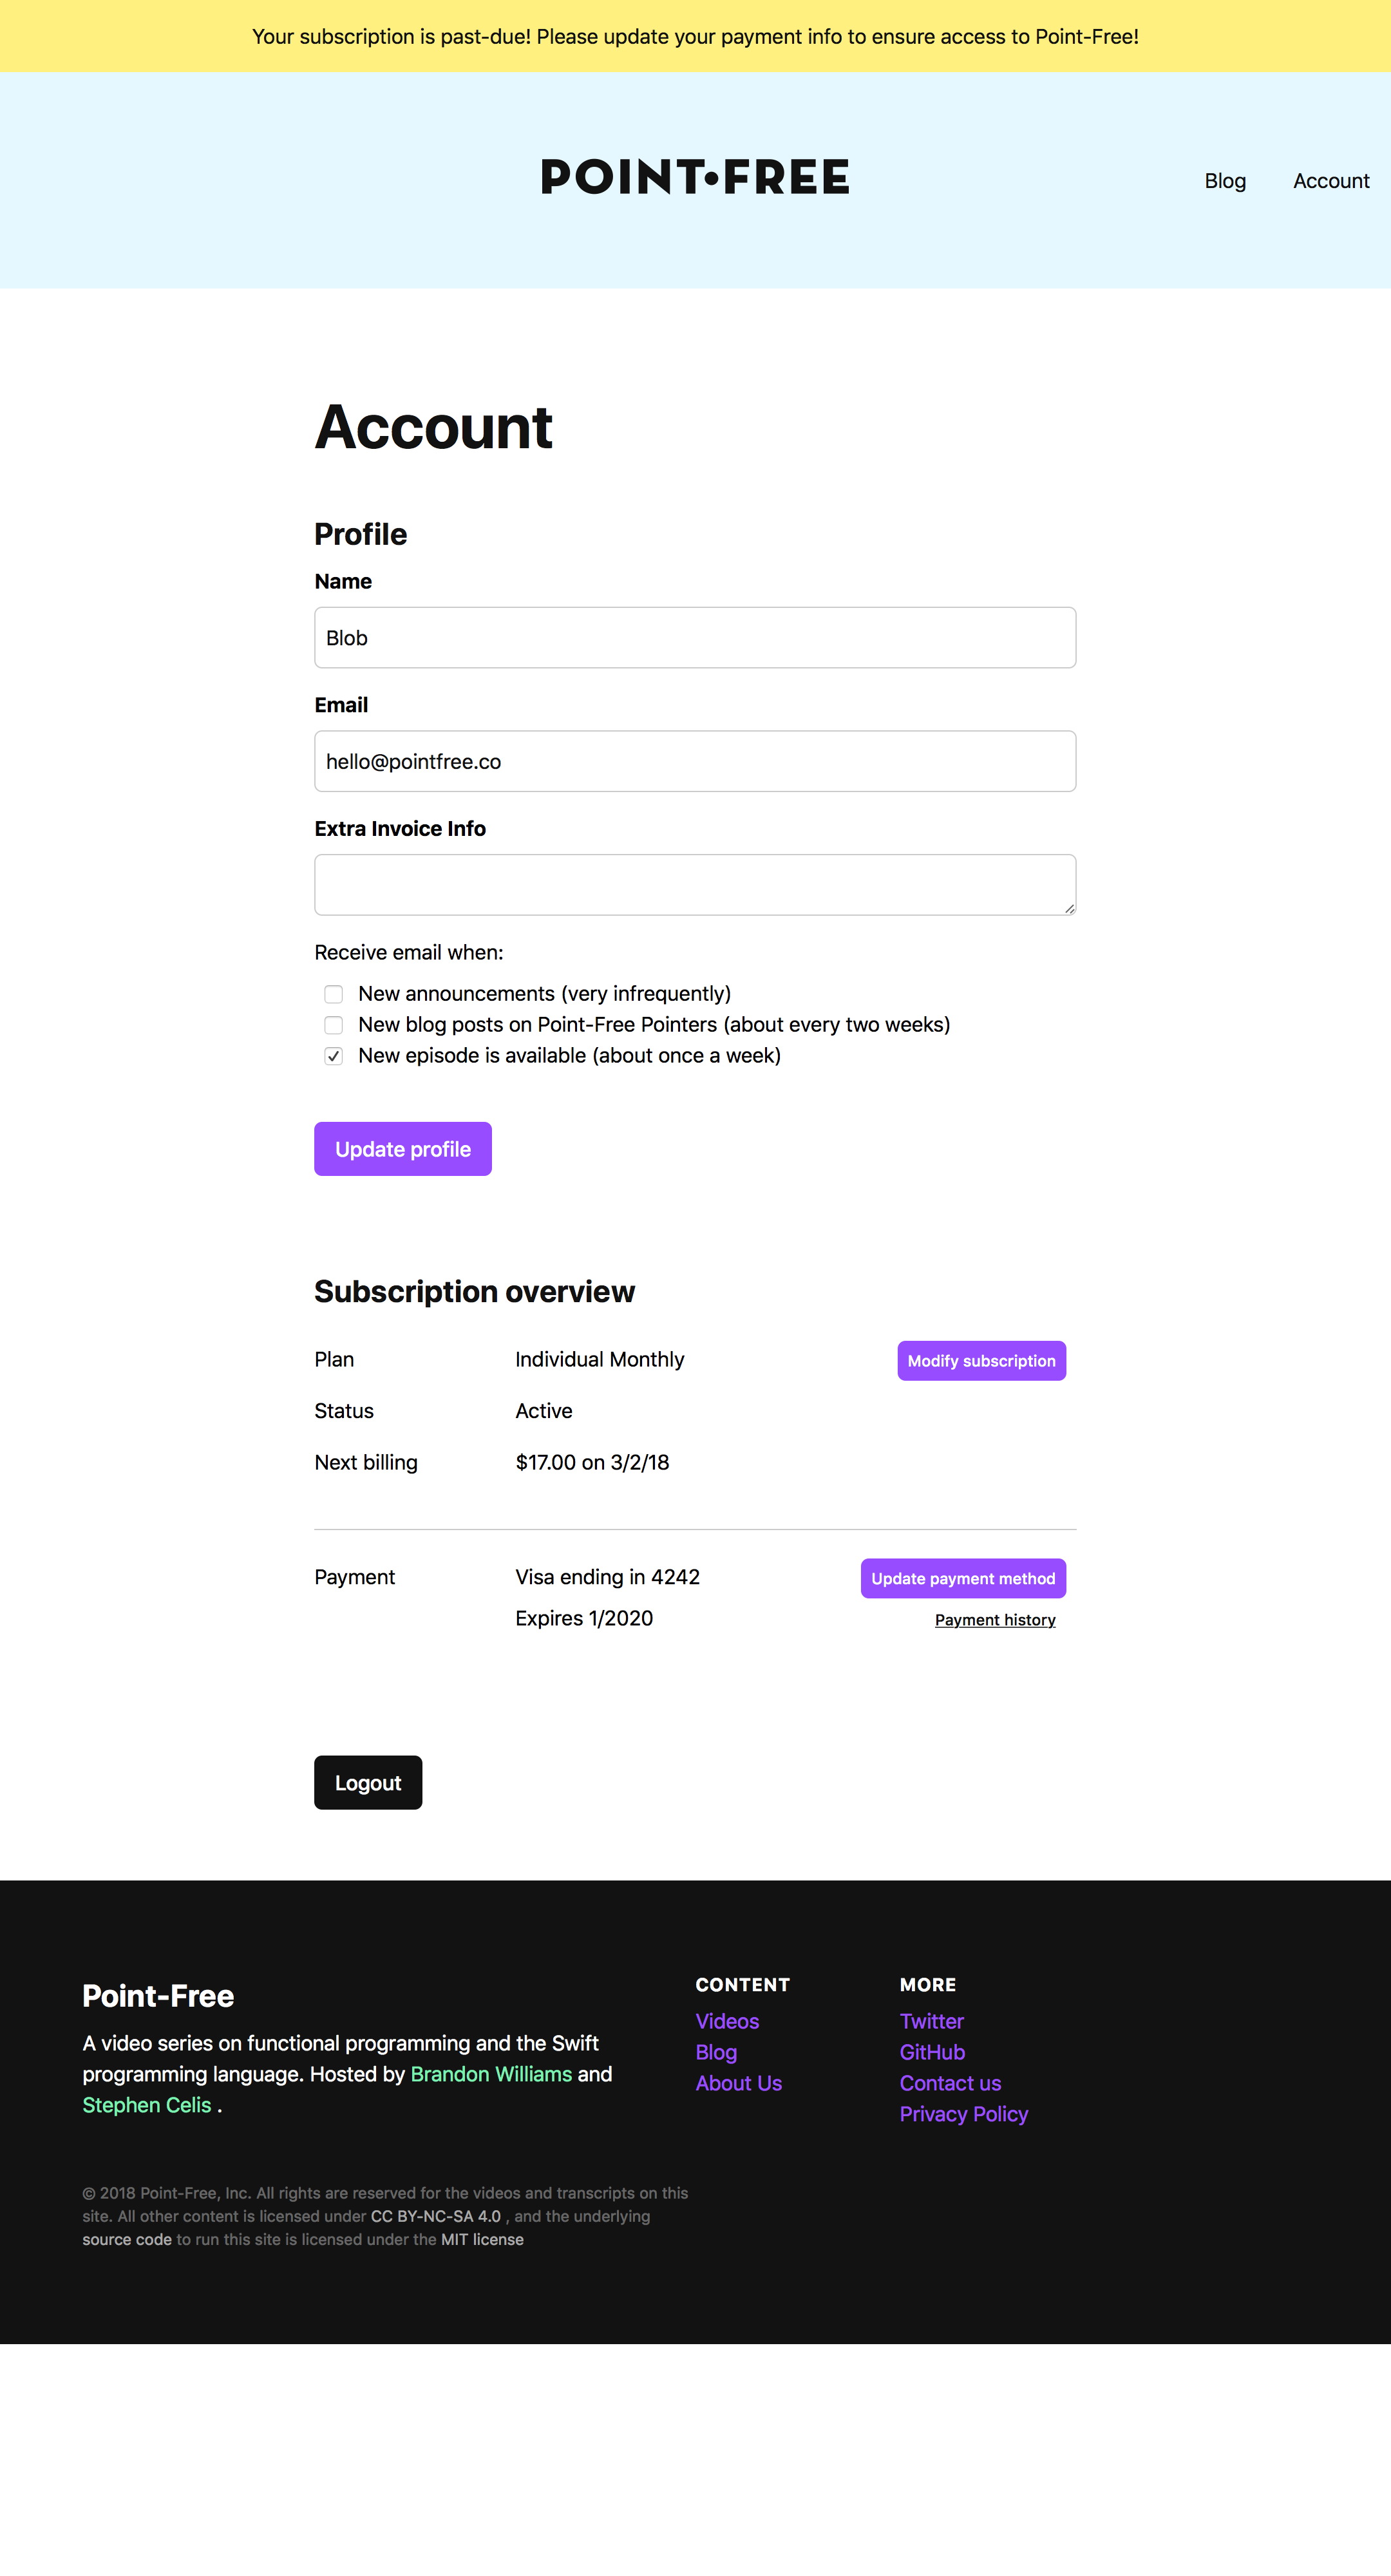 Your subscription is past-due! Please update your payment info to ensure access to Point-Free!
POINT•FREE
Blog
Account
Account
Profile
Name
Blob
Email
hello@pointfree.co
Extra Invoice Info
Receive email when:
New announcements (very infrequently)
New blog posts on Point-Free Pointers (about every two weeks)
New episode is available (about once a week)
Update profile
Subscription overview
Plan
Individual Monthly
Modify subscription
Status
Active
Next billing
$17.00 on 3/2/18
Payment
Visa ending in 4242
Update payment method
Expires 1/2020
Payment history
Logout
Point-Free
A video series on functional programming and the Swift
programming language. Hosted by Brandon Williams and
Stephen Celis .
CONTENT
Videos
Blog
About Us
MORE
Twitter
GitHub
Contact us
Privacy Policy
© 2018 Point-Free, Inc. All rights are reserved for the videos and transcripts on this
site. All other content is licensed under CC BY-NC-SA 4.0 , and the underlying
source code to run this site is licensed under the MIT license